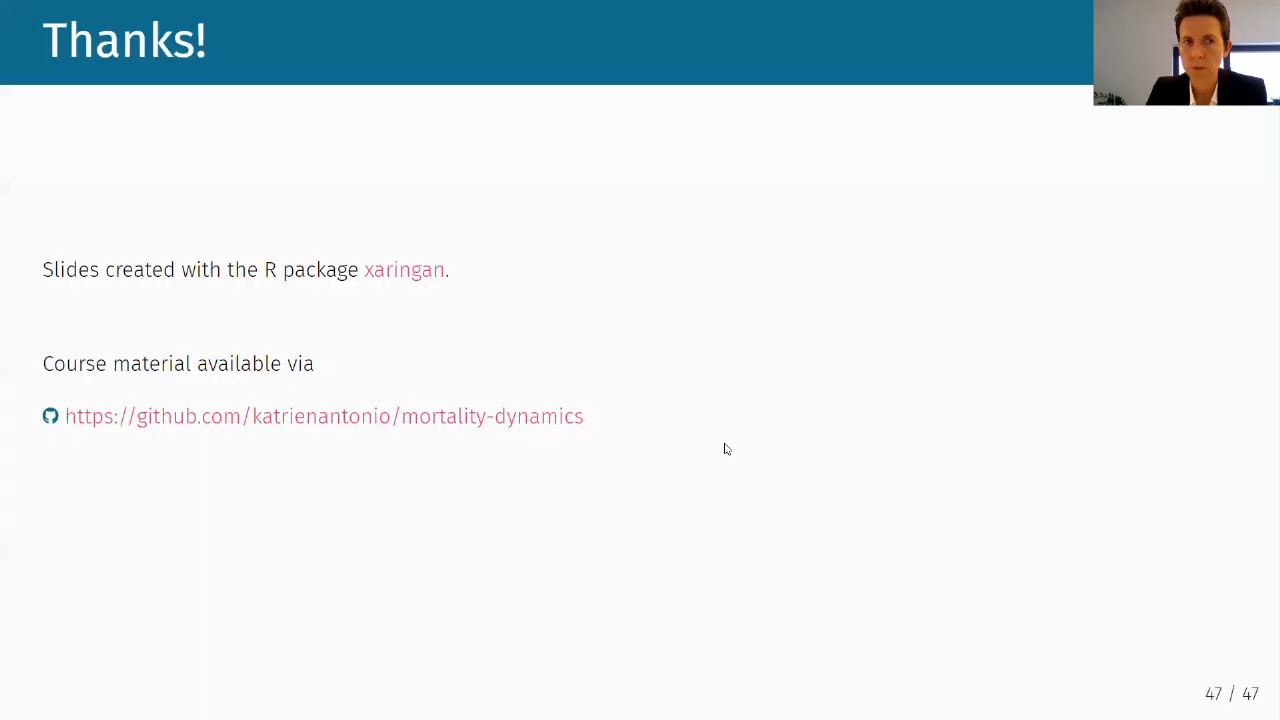 Thanks!
Slides created with the R package xaringan.
Course material available via
https://github.com/katrienantonio/mortality-dynamics
47 / 47